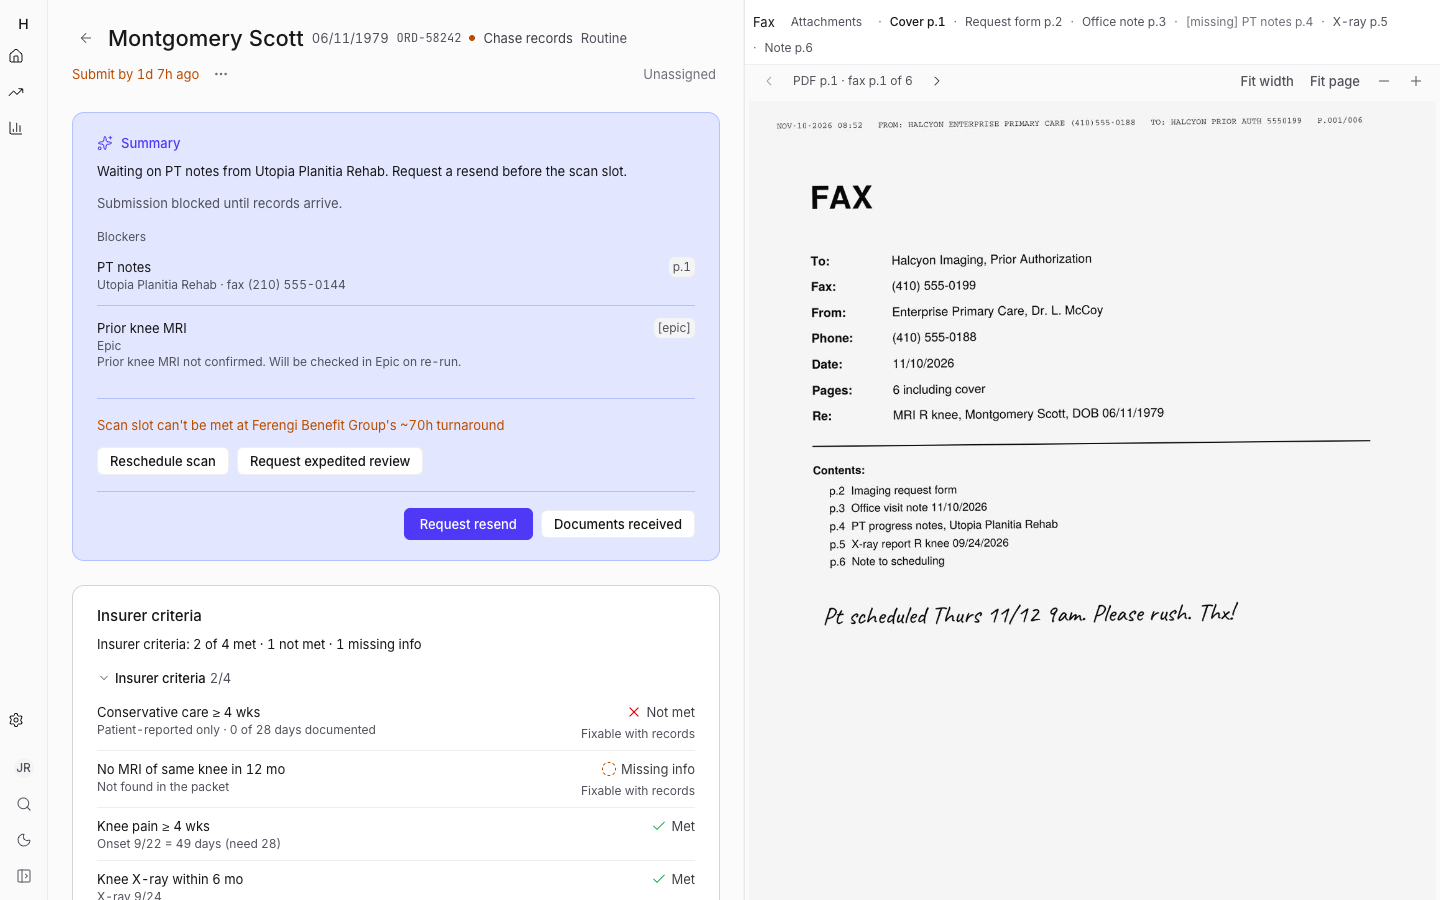 H
Montgomery Scott 06/11/1979 ORD-58242 Chase records Routine
Submit by 1d 7h ago ··· Unassigned
Summary
Waiting on PT notes from Utopia Planitia Rehab. Request a resend before the scan slot.
Submission blocked until records arrive.
Blockers
PT notes p.1
Utopia Planitia Rehab · fax (210) 555-0144
Prior knee MRI [epic]
Epic
Prior knee MRI not confirmed. Will be checked in Epic on re-run.
Scan slot can't be met at Ferengi Benefit Group's ~70h turnaround
Reschedule scan Request expedited review
Request resend Documents received
Insurer criteria
Insurer criteria: 2 of 4 met · 1 not met · 1 missing info
Insurer criteria 2/4
Conservative care ≥ 4 wks Not met
Patient-reported only · 0 of 28 days documented Fixable with records
No MRI of same knee in 12 mo Missing info
Not found in the packet Fixable with records
Knee pain ≥ 4 wks Met
Onset 9/22 = 49 days (need 28)
Knee X-ray within 6 mo Met
X-ray 9/24
JR
Fax Attachments · Cover p.1 · Request form p.2 · Office note p.3 · [missing] PT notes p.4 · X-ray p.5
· Note p.6
PDF p.1 · fax p.1 of 6 Fit width Fit page
NOV-10-2026 08:52 FROM: HALCYON ENTERPRISE PRIMARY CARE (410)555-0188 TO: HALCYON PRIOR AUTH 5550199 P.001/006
FAX
To: Halcyon Imaging, Prior Authorization
Fax: (410) 555-0199
From: Enterprise Primary Care, Dr. L. McCoy
Phone: (410) 555-0188
Date: 11/10/2026
Pages: 6 including cover
Re: MRI R knee, Montgomery Scott, DOB 06/11/1979
Contents:
p.2 Imaging request form
p.3 Office visit note 11/10/2026
p.4 PT progress notes, Utopia Planitia Rehab
p.5 X-ray report R knee 09/24/2026
p.6 Note to scheduling
Pt scheduled Thurs 11/12 9am. Please rush. Thx!